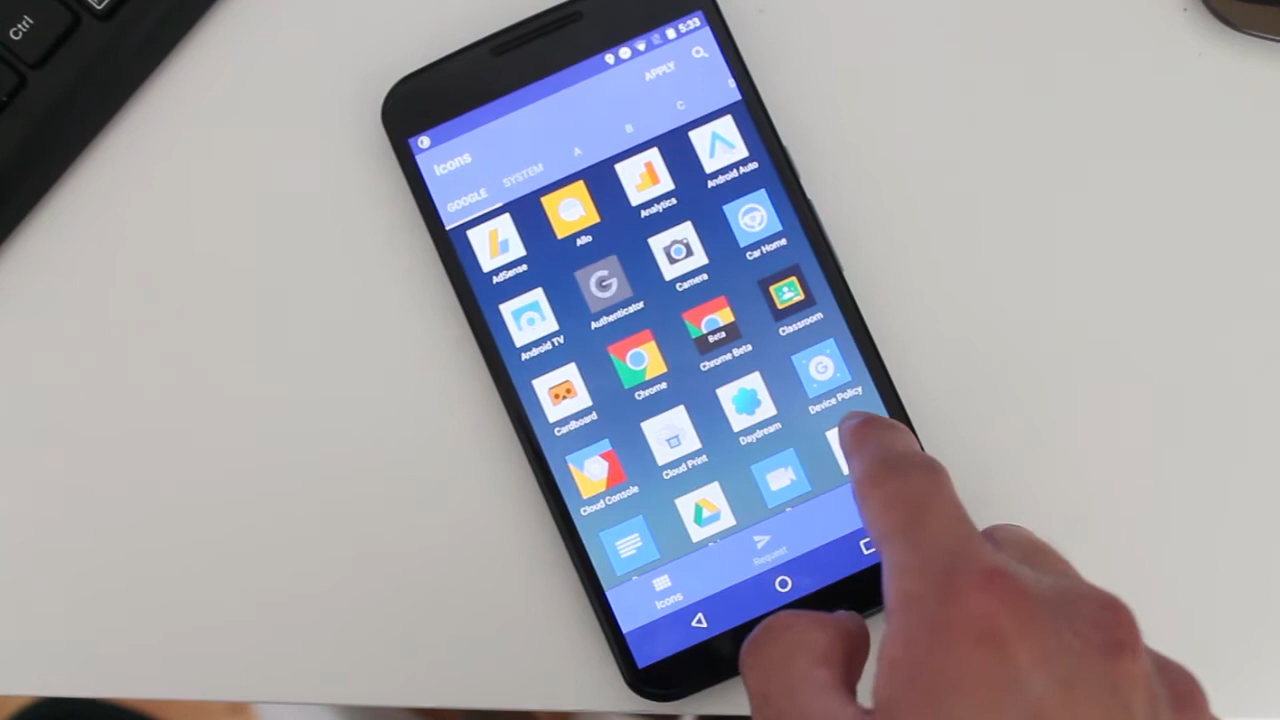 Ctrl
5:33
APPLY
Icons
GOOGLE SYSTEM A B C
AdSense Allo Analytics Android Auto
Android TV Authenticator Camera Car Home
Cardboard Chrome Beta Chrome Beta Classroom
Cloud Console Cloud Print Daydream Device Policy
Icons Request